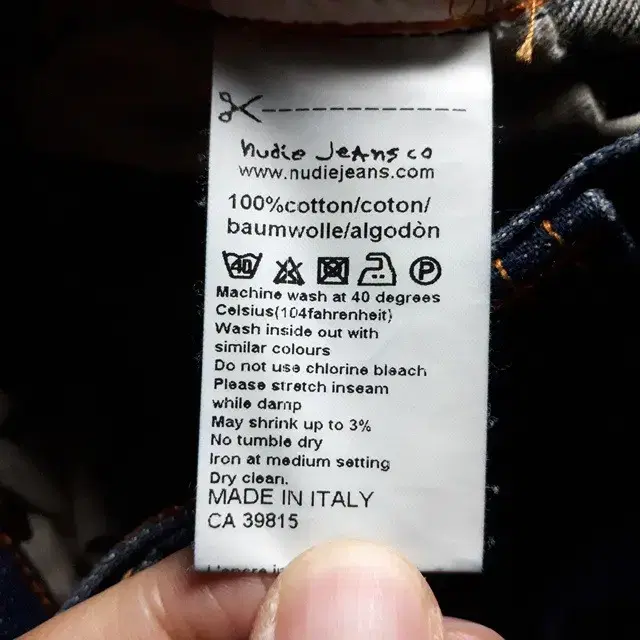 nudie Jeans co
www.nudiejeans.com
100%cotton/coton/
baumwolle/algodòn
40 P
Machine wash at 40 degrees
Celsius(104fahrenheit)
Wash inside out with
similar colours
Do not use chlorine bleach
Please stretch inseam
while damp
May shrink up to 3%
No tumble dry
Iron at medium setting
Dry clean.
MADE IN ITALY
CA 39815